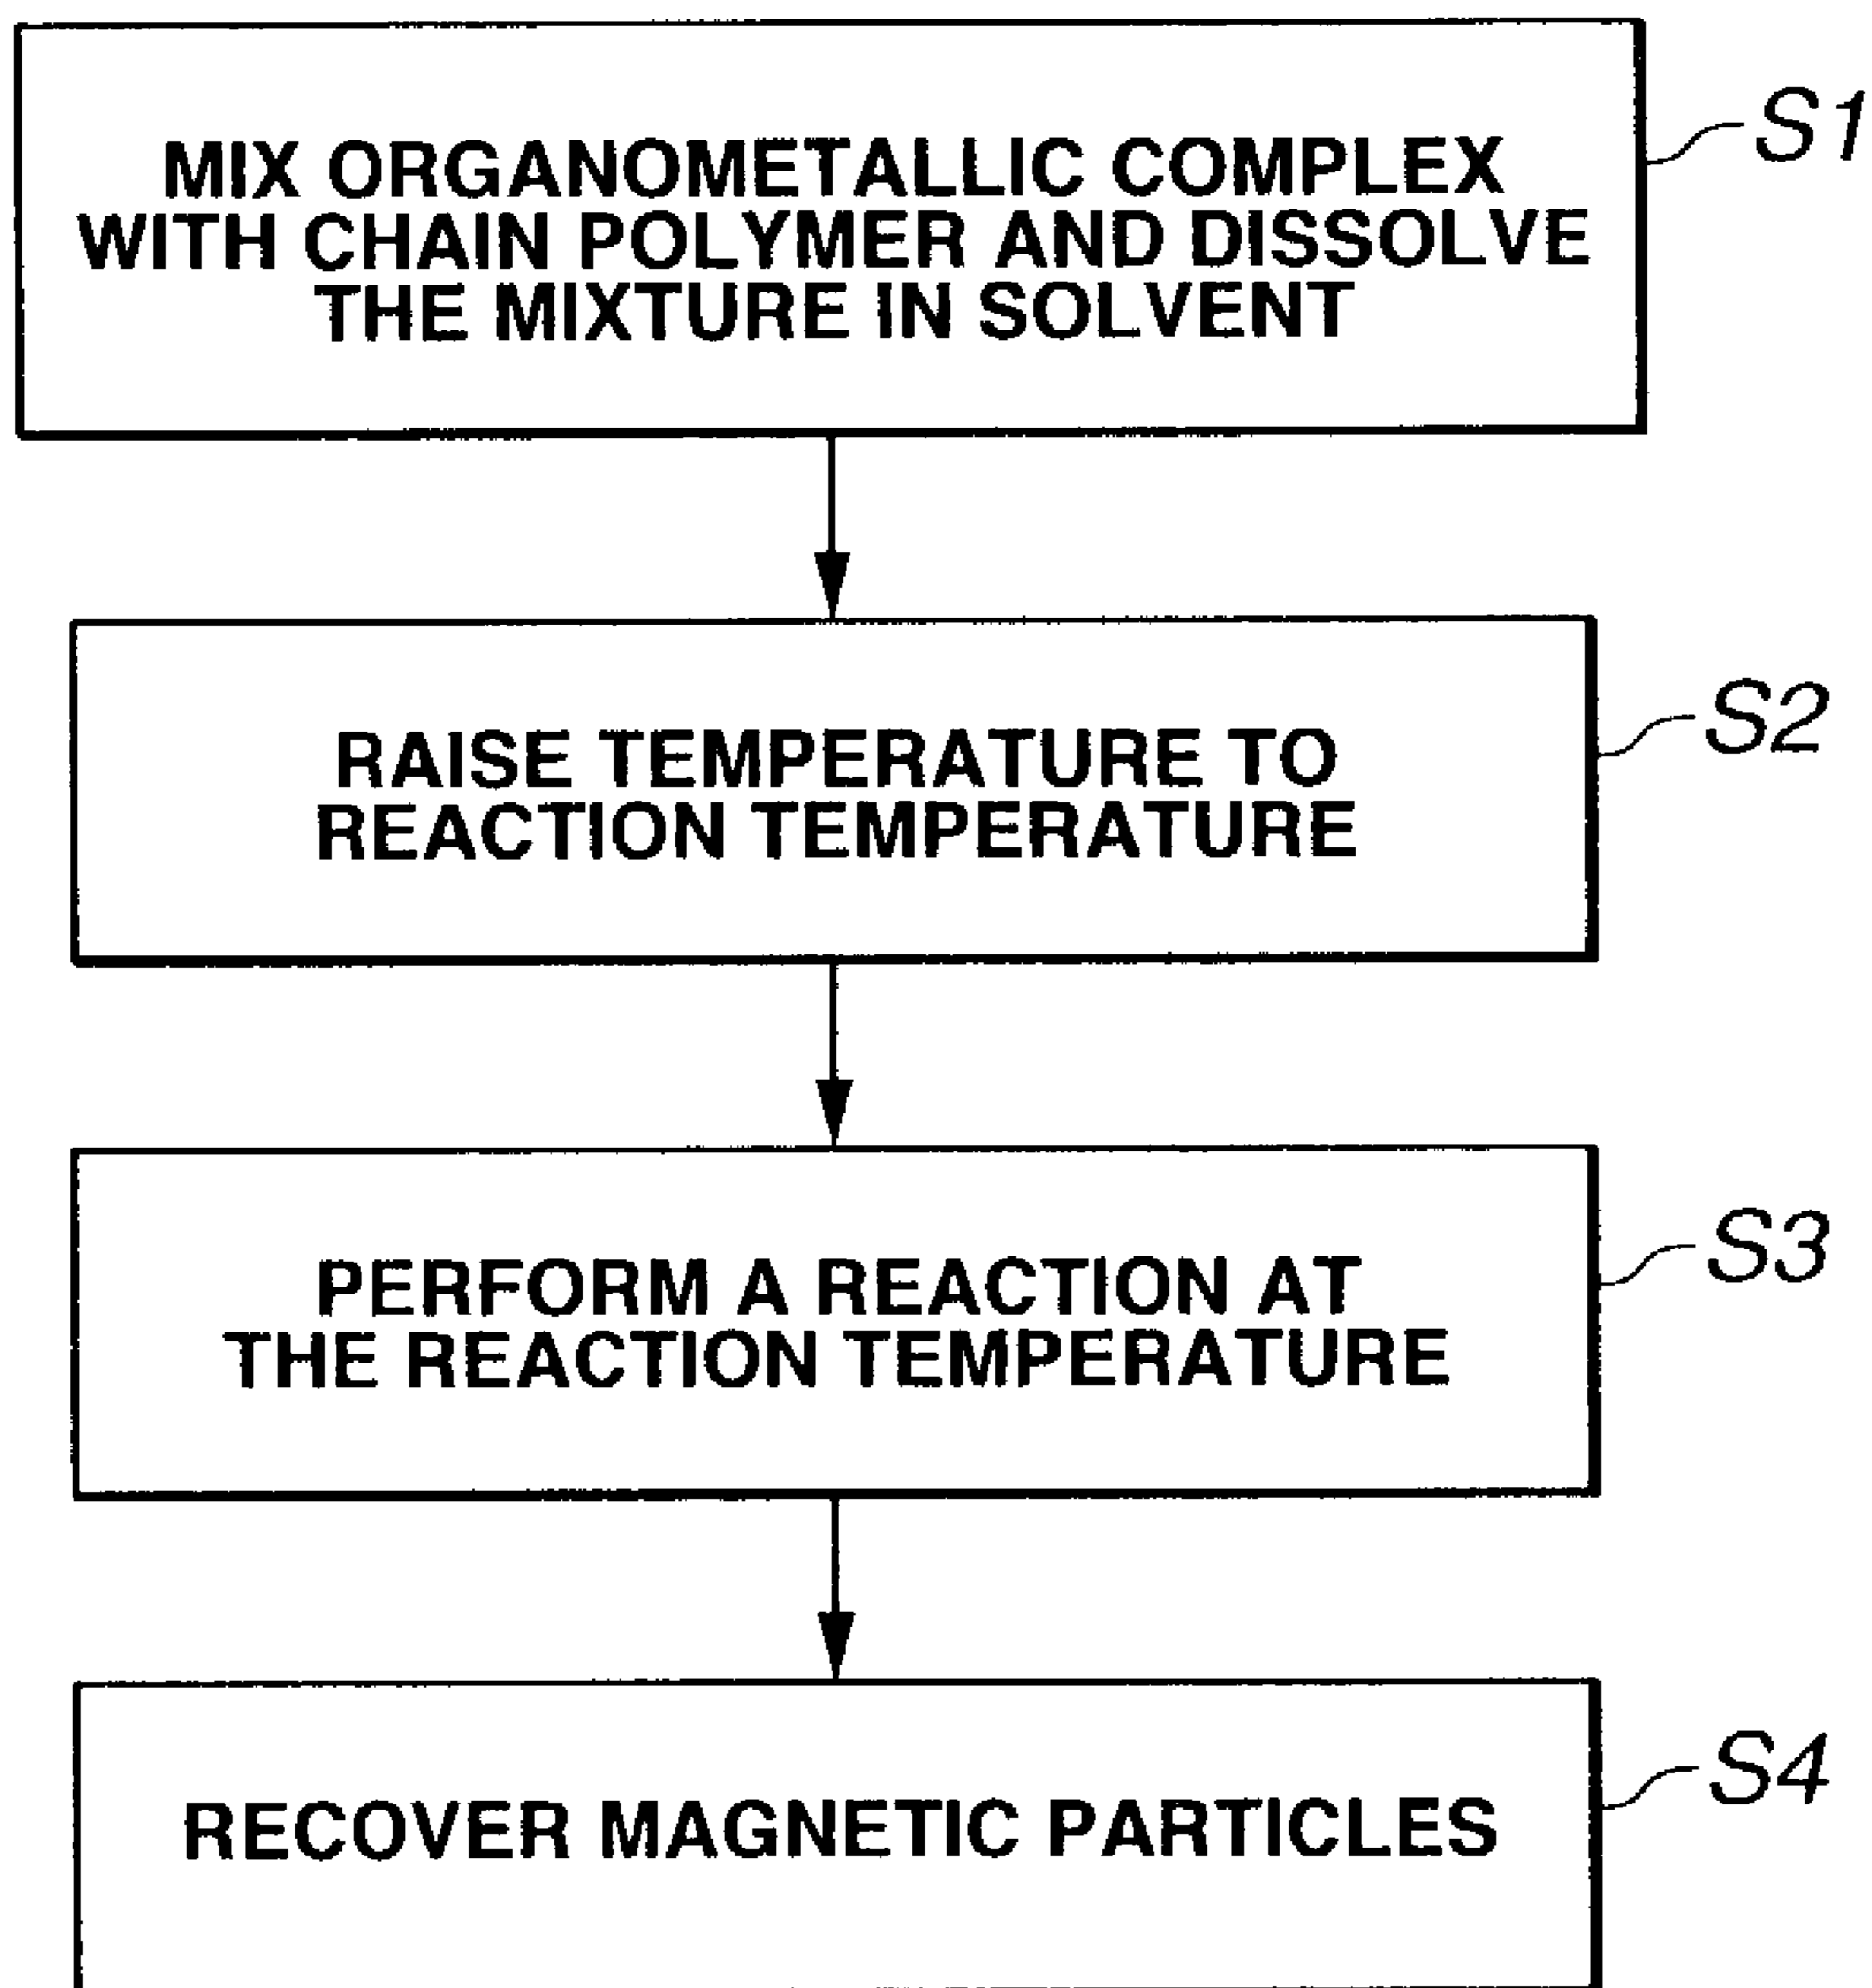 MIX ORGANOMETALLIC COMPLEX
WITH CHAIN POLYMER AND DISSOLVE
THE MIXTURE IN SOLVENT
S1
RAISE TEMPERATURE TO
REACTION TEMPERATURE
S2
PERFORM A REACTION AT
THE REACTION TEMPERATURE
S3
RECOVER MAGNETIC PARTICLES
S4